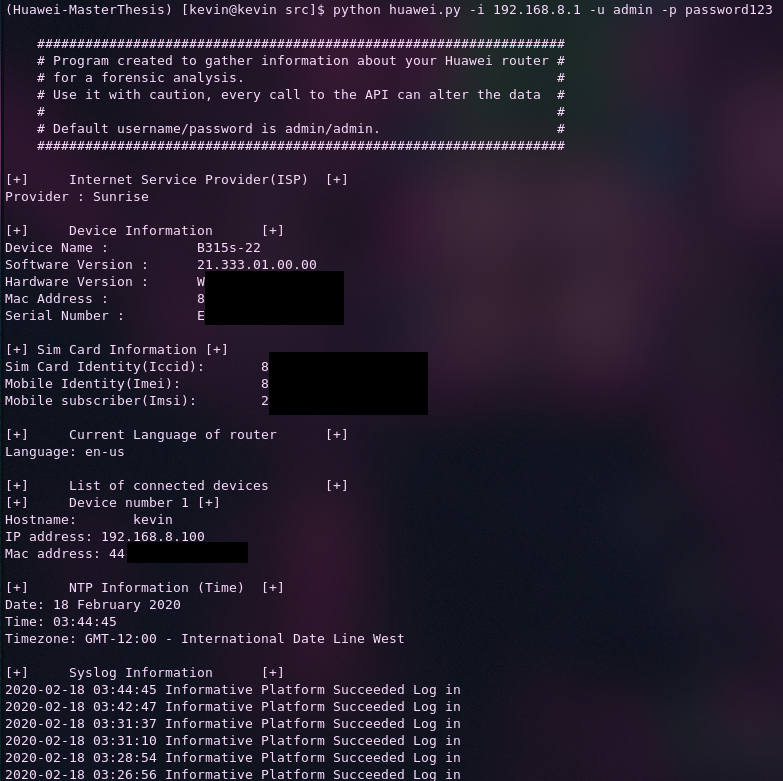 (Huawei-MasterThesis) [kevin@kevin src]$ python huawei.py -i 192.168.8.1 -u admin -p password123
##################################################################
# Program created to gather information about your Huawei router #
# for a forensic analysis. #
# Use it with caution, every call to the API can alter the data #
# #
# Default username/password is admin/admin. #
##################################################################
[+] Internet Service Provider(ISP) [+]
Provider : Sunrise
[+] Device Information [+]
Device Name : B315s-22
Software Version : 21.333.01.00.00
Hardware Version : W
Mac Address : 8
Serial Number : E
[+] Sim Card Information [+]
Sim Card Identity(Iccid): 8
Mobile Identity(Imei): 8
Mobile subscriber(Imsi): 2
[+] Current Language of router [+]
Language: en-us
[+] List of connected devices [+]
[+] Device number 1 [+]
Hostname: kevin
IP address: 192.168.8.100
Mac address: 44
[+] NTP Information (Time) [+]
Date: 18 February 2020
Time: 03:44:45
Timezone: GMT-12:00 - International Date Line West
[+] Syslog Information [+]
2020-02-18 03:44:45 Informative Platform Succeeded Log in
2020-02-18 03:42:47 Informative Platform Succeeded Log in
2020-02-18 03:31:37 Informative Platform Succeeded Log in
2020-02-18 03:31:10 Informative Platform Succeeded Log in
2020-02-18 03:28:54 Informative Platform Succeeded Log in
2020-02-18 03:26:56 Informative Platform Succeeded Log in